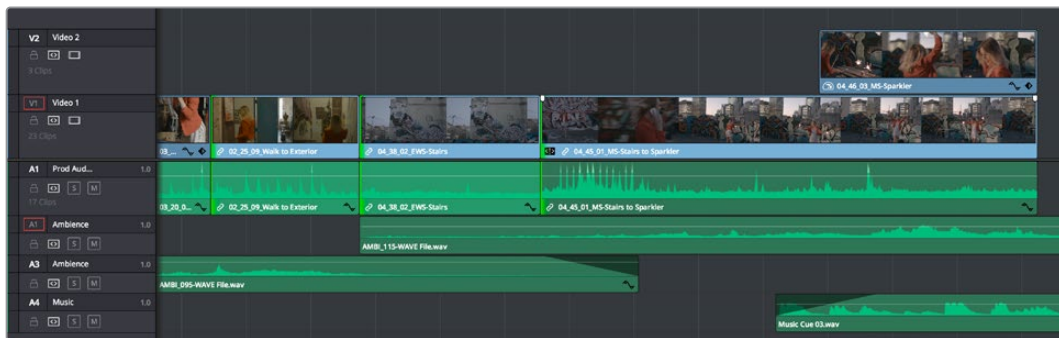 V2 Video 2
9 Clips
04_46_03_MS-Sparkler
V1 Video 1
23 Clips
03_...
02_25_09_Walk to Exterior
04_38_02_EWS-Stairs
04_45_01_MS-Stairs to Sparkler
A1 Prod Aud... 1.0
S M
17 Clips
03_20_0...
02_25_09_Walk to Exterior
04_38_02_EWS-Stairs
04_45_01_MS-Stairs to Sparkler
A1 Ambience 1.0
S M
AMBI_115-WAVE File.wav
A3 Ambience 1.0
S M
AMBI_095-WAVE File.wav
A4 Music 1.0
S M
Music Cue 03.wav